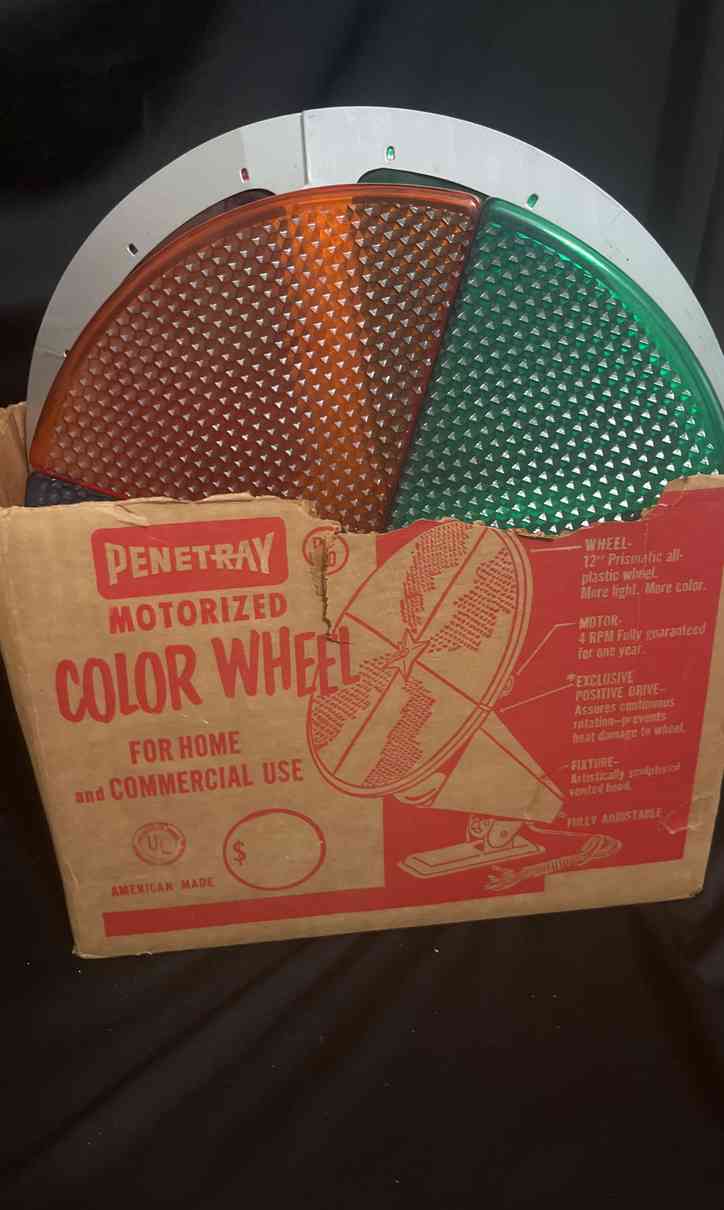 PENETRAY
MOTORIZED
COLOR WHEEL
FOR HOME
and COMMERCIAL USE
UL
$
AMERICAN MADE
WHEEL-
12" Prismatic all-
plastic wheel.
More light. More color.
MOTOR-
4 RPM Fully guaranteed
for one year.
*EXCLUSIVE
POSITIVE DRIVE-
Assures continuous
rotation-prevents
heat damage to wheel.
FIXTURE-
Artistically sculptured
vented hood.
FULLY ADJUSTABLE